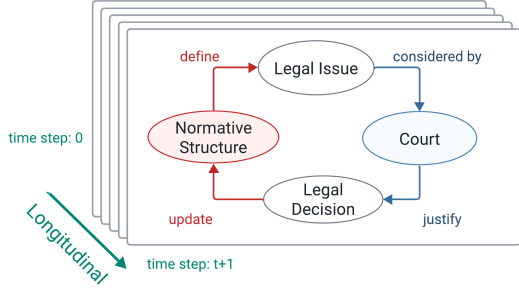 define
Legal Issue
considered by
time step: 0
Normative
Structure
Court
Legal
Decision
update
justify
Longitudinal
time step: t+1